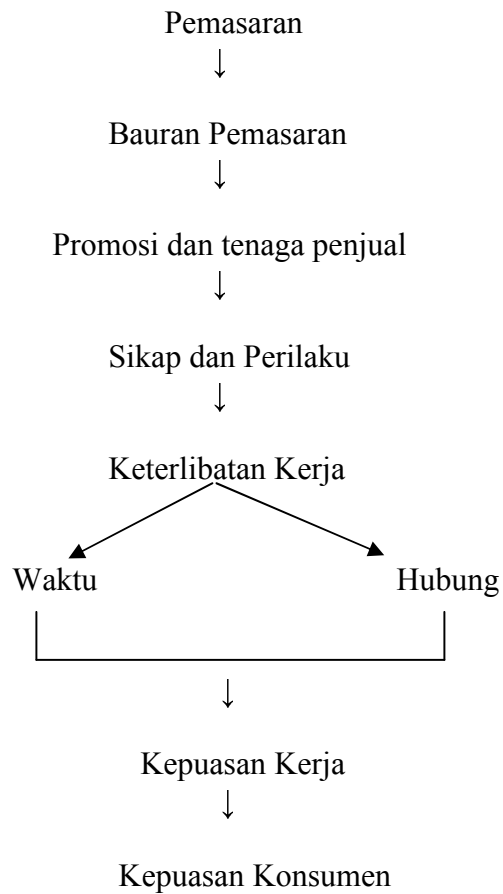 Pemasaran
↓
Bauran Pemasaran
↓
Promosi dan tenaga penjual
↓
Sikap dan Perilaku
↓
Keterlibatan Kerja
Waktu Hubung
↓
Kepuasan Kerja
↓
Kepuasan Konsumen